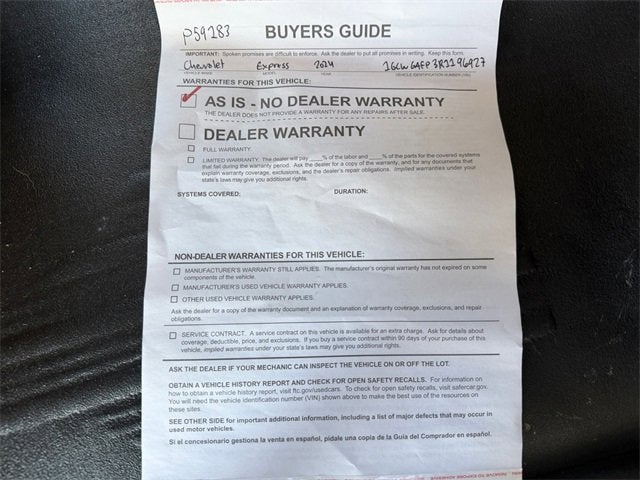 P59283
BUYERS GUIDE
IMPORTANT: Spoken promises are difficult to enforce. Ask the dealer to put all promises in writing. Keep this form.
Chevrolet Express 2024 1GCWGAFP3R1196927
VEHICLE MAKE MODEL YEAR VEHICLE IDENTIFICATION NUMBER (VIN)
WARRANTIES FOR THIS VEHICLE:
AS IS - NO DEALER WARRANTY
THE DEALER DOES NOT PROVIDE A WARRANTY FOR ANY REPAIRS AFTER SALE.
DEALER WARRANTY
FULL WARRANTY.
LIMITED WARRANTY. The dealer will pay ____% of the labor and ____% of the parts for the covered systems
that fail during the warranty period. Ask the dealer for a copy of the warranty, and for any documents that
explain warranty coverage, exclusions, and the dealer's repair obligations. Implied warranties under your
state's laws may give you additional rights.
SYSTEMS COVERED: DURATION:
NON-DEALER WARRANTIES FOR THIS VEHICLE:
MANUFACTURER'S WARRANTY STILL APPLIES. The manufacturer's original warranty has not expired on some
components of the vehicle.
MANUFACTURER'S USED VEHICLE WARRANTY APPLIES.
OTHER USED VEHICLE WARRANTY APPLIES.
Ask the dealer for a copy of the warranty document and an explanation of warranty coverage, exclusions, and repair
obligations.
SERVICE CONTRACT. A service contract on this vehicle is available for an extra charge. Ask for details about
coverage, deductible, price, and exclusions. If you buy a service contract within 90 days of your purchase of this
vehicle, implied warranties under your state's laws may give you additional rights.
ASK THE DEALER IF YOUR MECHANIC CAN INSPECT THE VEHICLE ON OR OFF THE LOT.
OBTAIN A VEHICLE HISTORY REPORT AND CHECK FOR OPEN SAFETY RECALLS. For information on
how to obtain a vehicle history report, visit ftc.gov/usedcars. To check for open safety recalls, visit safercar.gov.
You will need the vehicle identification number (VIN) shown above to make the best use of the resources on
these sites.
SEE OTHER SIDE for important additional information, including a list of major defects that may occur in
used motor vehicles.
Si el concesionario gestiona la venta en español, pídale una copia de la Guía del Comprador en español.